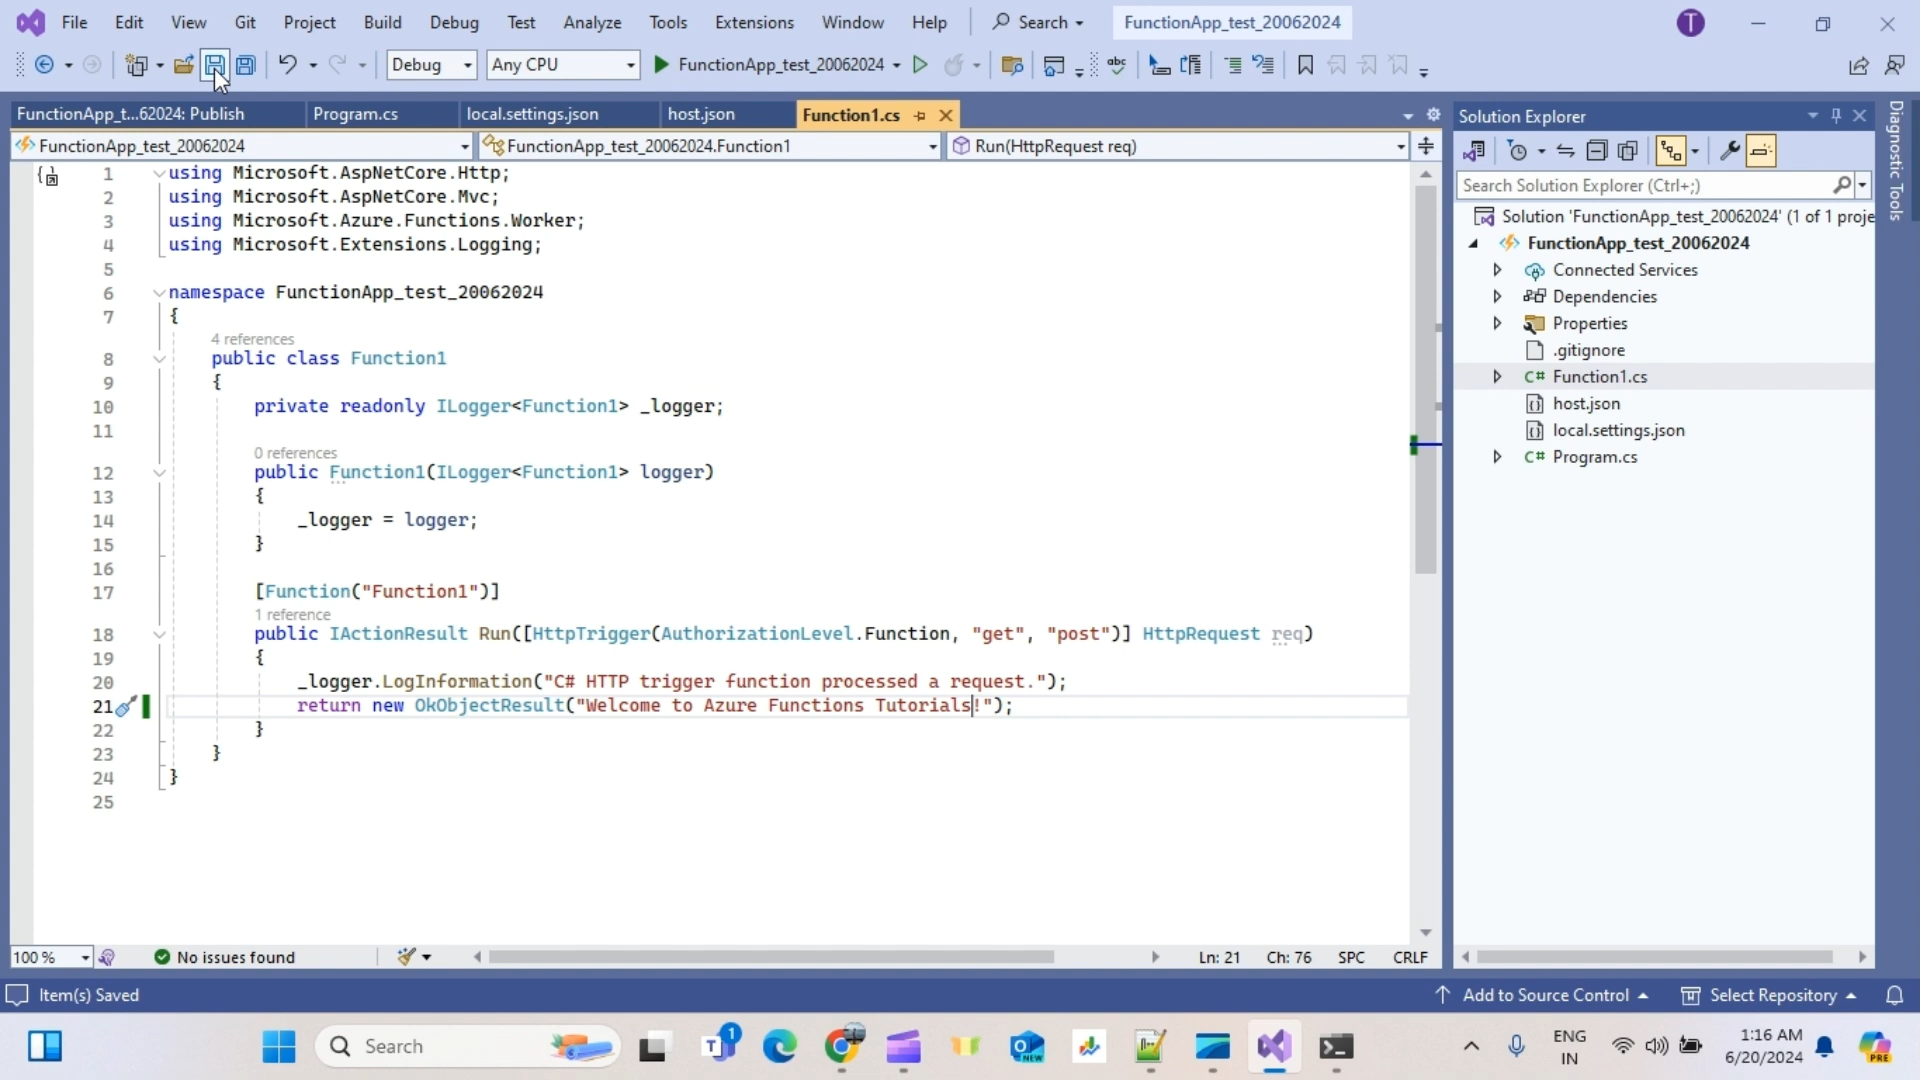 File Edit View Git Project Build Debug Test Analyze Tools Extensions Window Help Search FunctionApp_test_20062024 T
Debug Any CPU FunctionApp_test_20062024 abc
FunctionApp_t...62024: Publish Program.cs local.settings.json host.json Function1.cs
FunctionApp_test_20062024 FunctionApp_test_20062024.Function1 Run(HttpRequest req)
1 using Microsoft.AspNetCore.Http;
2 using Microsoft.AspNetCore.Mvc;
3 using Microsoft.Azure.Functions.Worker;
4 using Microsoft.Extensions.Logging;
5
6 namespace FunctionApp_test_20062024
7 {
4 references
8 public class Function1
9 {
10 private readonly ILogger<Function1> _logger;
11
0 references
12 public Function1(ILogger<Function1> logger)
13 {
14 _logger = logger;
15 }
16
17 [Function("Function1")]
1 reference
18 public IActionResult Run([HttpTrigger(AuthorizationLevel.Function, "get", "post")] HttpRequest req)
19 {
20 _logger.LogInformation("C# HTTP trigger function processed a request.");
21 return new OkObjectResult("Welcome to Azure Functions Tutorials!");
22 }
23 }
24 }
25
100 % No issues found Ln: 21 Ch: 76 SPC CRLF
Solution Explorer
Search Solution Explorer (Ctrl+;)
Solution 'FunctionApp_test_20062024' (1 of 1 proje
FunctionApp_test_20062024
Connected Services
Dependencies
Properties
.gitignore
C# Function1.cs
host.json
local.settings.json
C# Program.cs
Diagnostic Tools
Item(s) Saved Add to Source Control Select Repository
Search 1 NEW ENG
IN
1:16 AM
6/20/2024
PRE